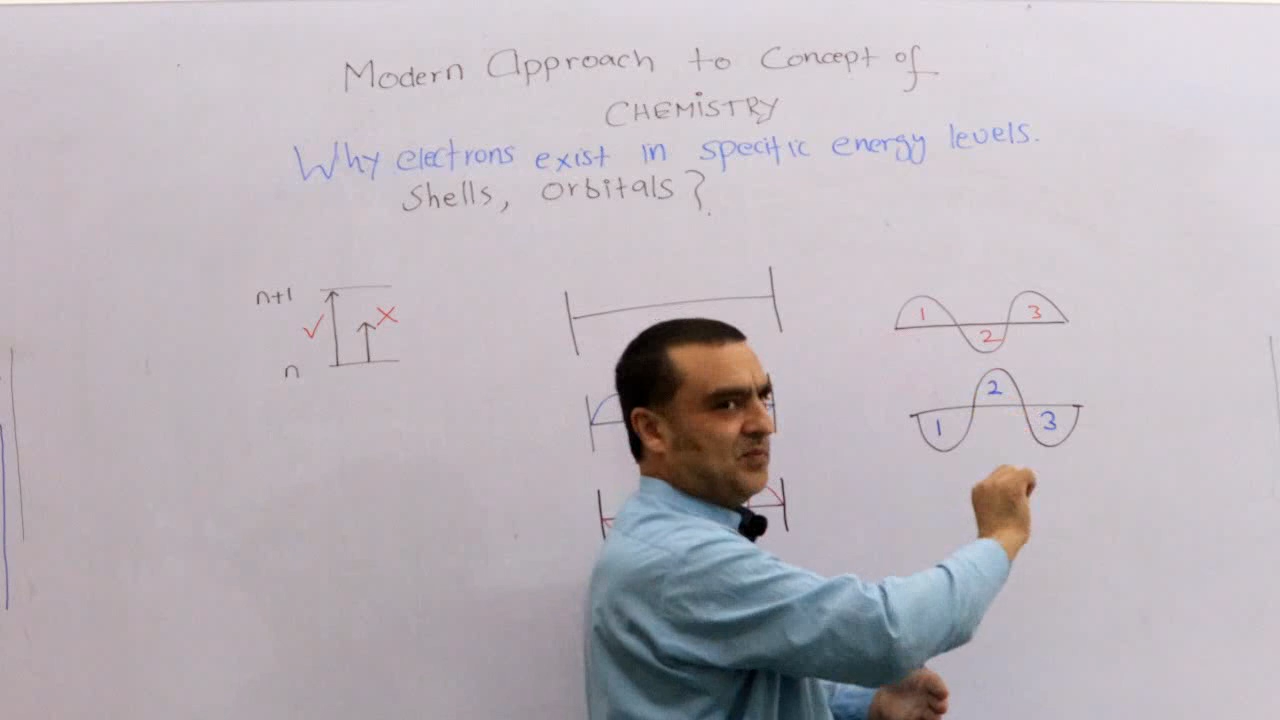 Modern Approach to Concept of
CHEMiSTRY
Why electrons exist in specific energy levels.
Shells, orbitals?
n+1
✓
X
n
1
2
3
1
2
3